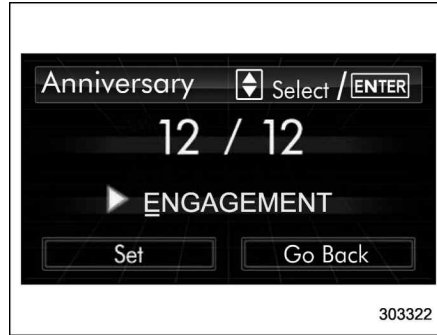 Anniversary Select / ENTER
12 / 12
ENGAGEMENT
Set Go Back
303322